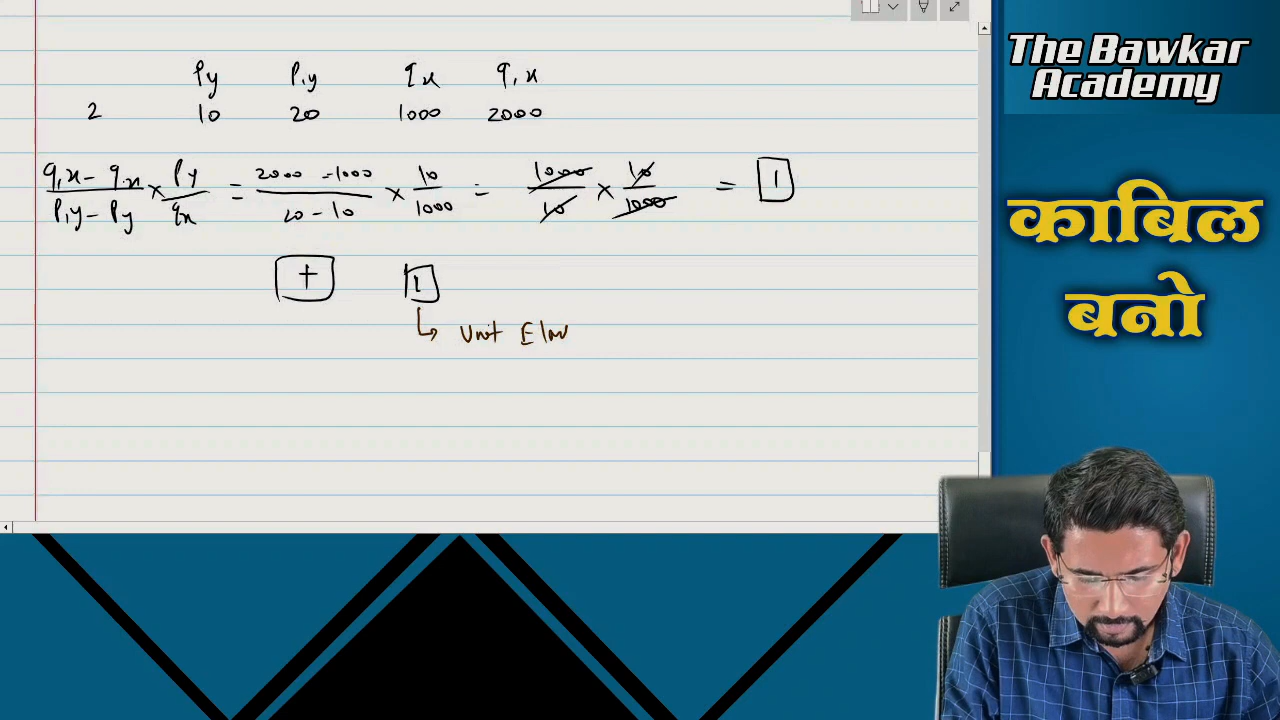 The Bawkar
Academy
काबिल
बनो
Py P1y qx q1x
2 10 20 1000 2000
q1x - qx / P1y - Py × Py / qx = 2000 - 1000 / 20 - 10 × 10 / 1000 = 1000 / 10 × 10 / 1000 = 1
+ 1
↳ Unit Elas